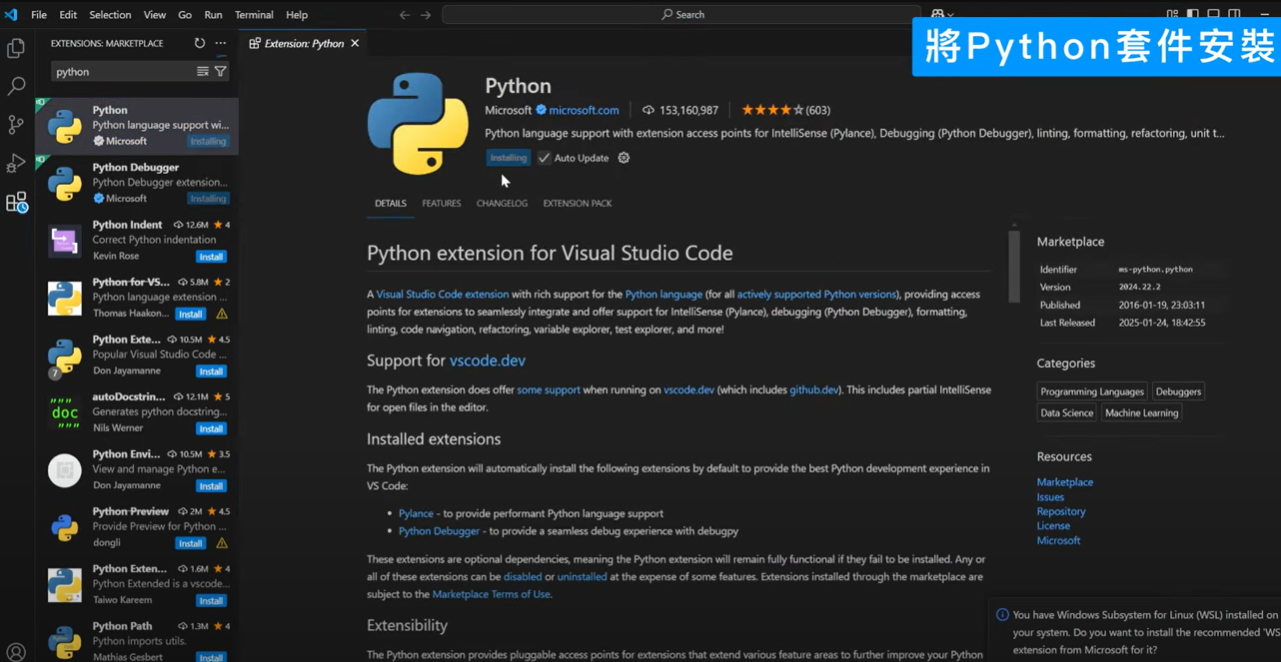 File Edit Selection View Go Run Terminal Help
Search
將Python套件安裝
EXTENSIONS: MARKETPLACE
python
Python
Python language support wi...
Microsoft Installing
Python Debugger
Python Debugger extension...
Microsoft Installing
Python Indent 12.6M 4
Correct Python indentation
Kevin Rose Install
Python for VS... 5.8M 2
Python language extension ...
Thomas Haakon... Install
Python Exte... 10.5M 4.5
Popular Visual Studio Code ...
Don Jayamanne Install
7
autoDocstrin... 12.1M 5
Generates python docstring...
Nils Werner Install
"""
doc
"""
Python Envi... 10.5M 3.5
View and manage Python e...
Don Jayamanne Install
Python Preview 2M 4.5
Provide Preview for Python ...
dongli Install
Python Exten... 1.6M 4
Python Extended is a vscode...
Taiwo Kareem Install
Python Path 1.3M 4
Python imports utils.
Mathias Gesbert Install
Extension: Python
Python
Microsoft microsoft.com 153,160,987 (603)
Python language support with extension access points for IntelliSense (Pylance), Debugging (Python Debugger), linting, formatting, refactoring, unit t...
Installing Auto Update
DETAILS FEATURES CHANGELOG EXTENSION PACK
Python extension for Visual Studio Code
A Visual Studio Code extension with rich support for the Python language (for all actively supported Python versions), providing access
points for extensions to seamlessly integrate and offer support for IntelliSense (Pylance), debugging (Python Debugger), formatting,
linting, code navigation, refactoring, variable explorer, test explorer, and more!
Support for vscode.dev
The Python extension does offer some support when running on vscode.dev (which includes github.dev). This includes partial IntelliSense
for open files in the editor.
Installed extensions
The Python extension will automatically install the following extensions by default to provide the best Python development experience in
VS Code:
• Pylance - to provide performant Python language support
• Python Debugger - to provide a seamless debug experience with debugpy
These extensions are optional dependencies, meaning the Python extension will remain fully functional if they fail to be installed. Any or
all of these extensions can be disabled or uninstalled at the expense of some features. Extensions installed through the marketplace are
subject to the Marketplace Terms of Use.
Extensibility
The Python extension provides pluggable access points for extensions that extend various feature areas to further improve your Python
Marketplace
Identifier ms-python.python
Version 2024.22.2
Published 2016-01-19, 23:03:11
Last Released 2025-01-24, 18:42:55
Categories
Programming Languages Debuggers
Data Science Machine Learning
Resources
Marketplace
Issues
Repository
License
Microsoft
You have Windows Subsystem for Linux (WSL) installed on
your system. Do you want to install the recommended 'WS
extension from Microsoft for it?